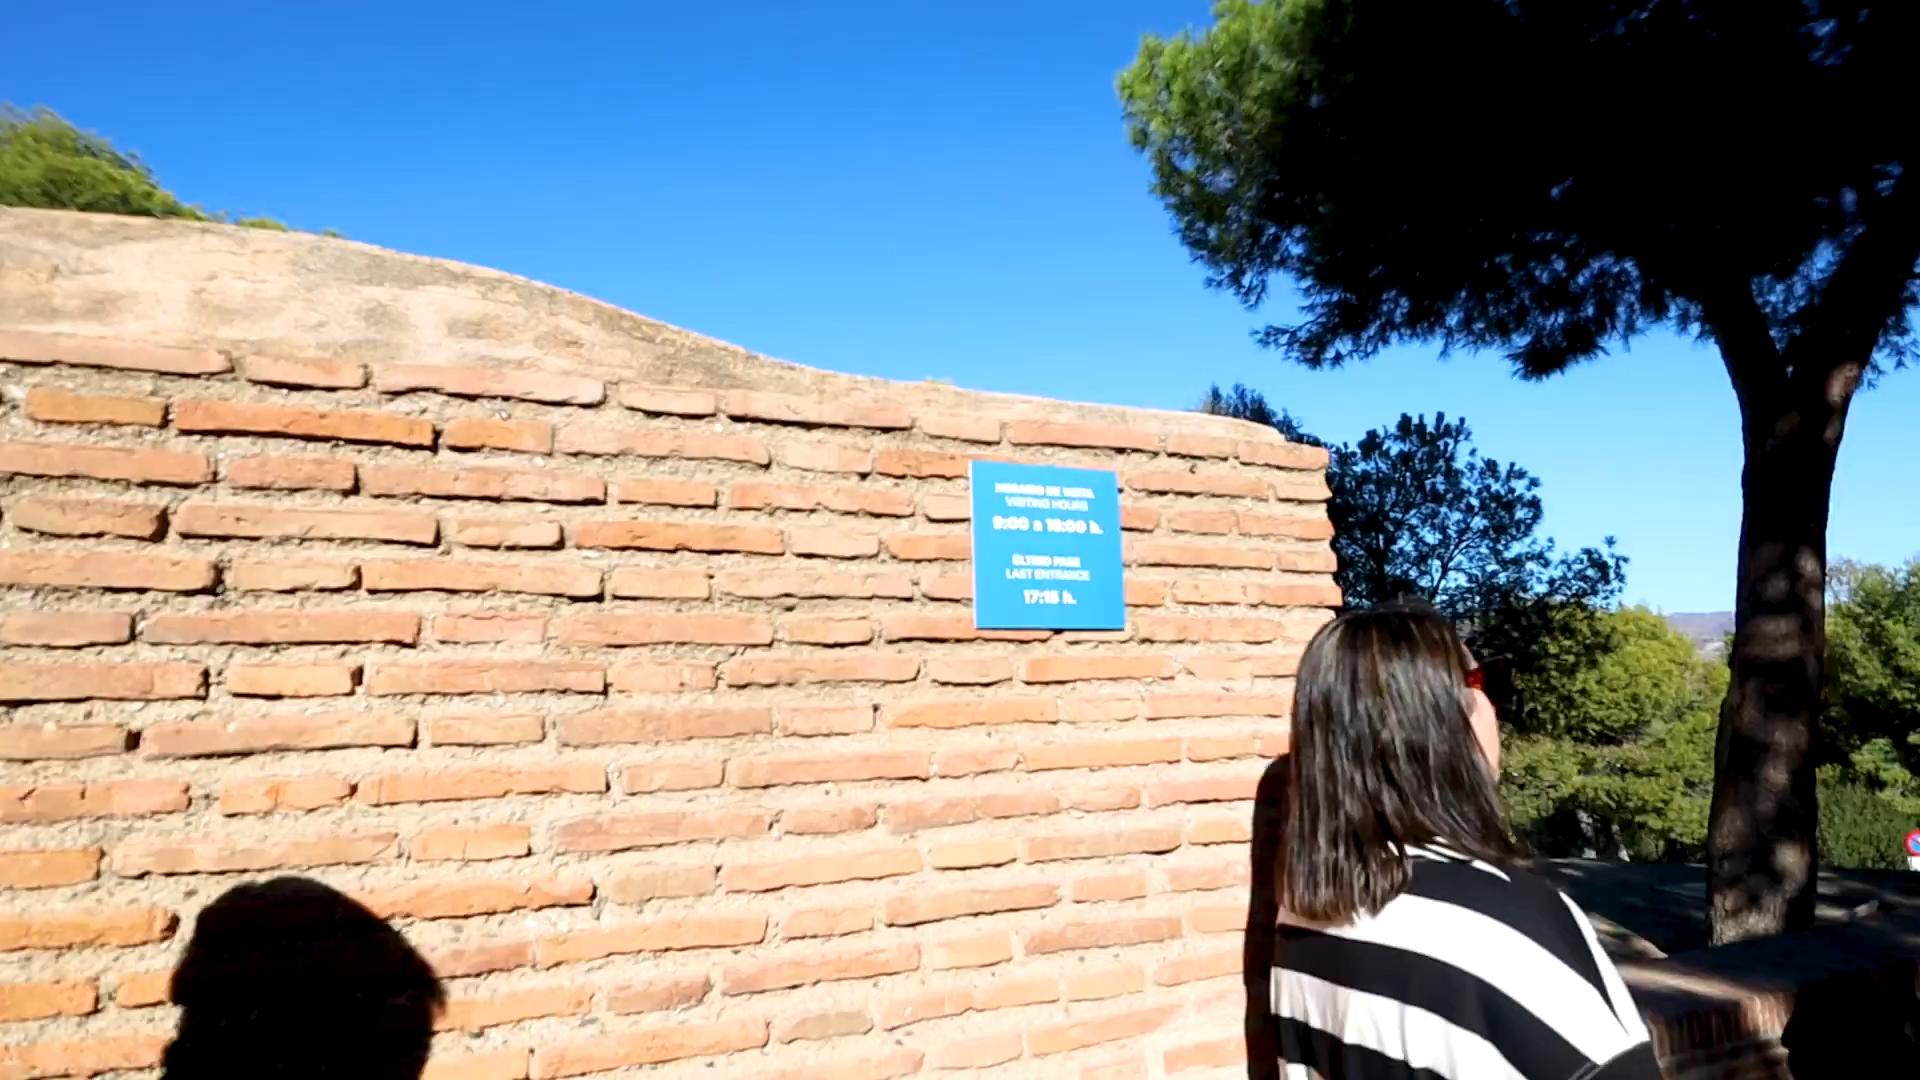 HORARIO DE VISITA
VISITING HOURS
9:00 a 18:00 h.
ÚLTIMO PASE
LAST ENTRANCE
17:15 h.